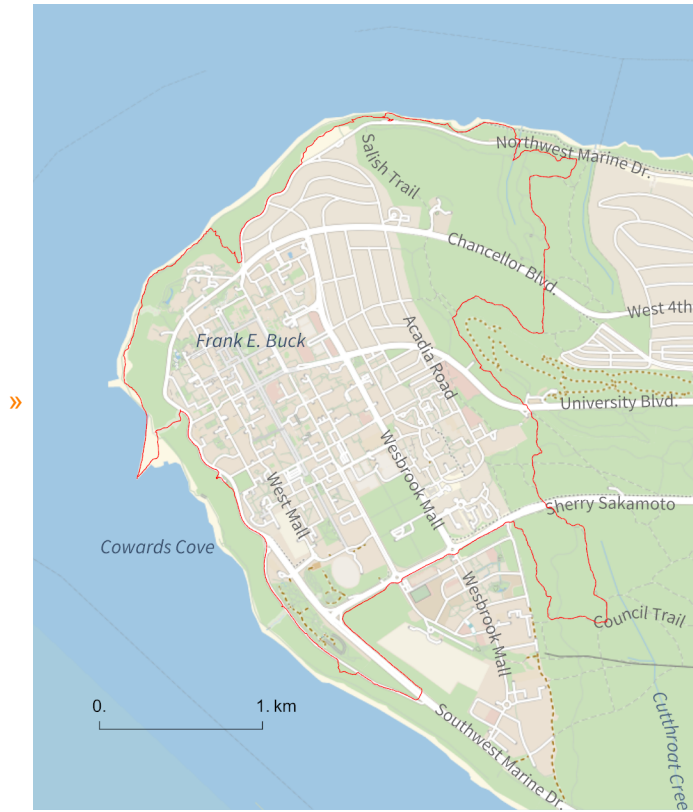 Northwest Marine Dr.
Salish Trail
Chancellor Blvd.
West 4th
Frank E. Buck
Acadia Road
»
University Blvd.
Wesbrook Mall
West Mall
Sherry Sakamoto
Cowards Cove
Wesbrook Mall
Council Trail
0.
1. km
Southwest Marine Dr.
Cutthroat Cree